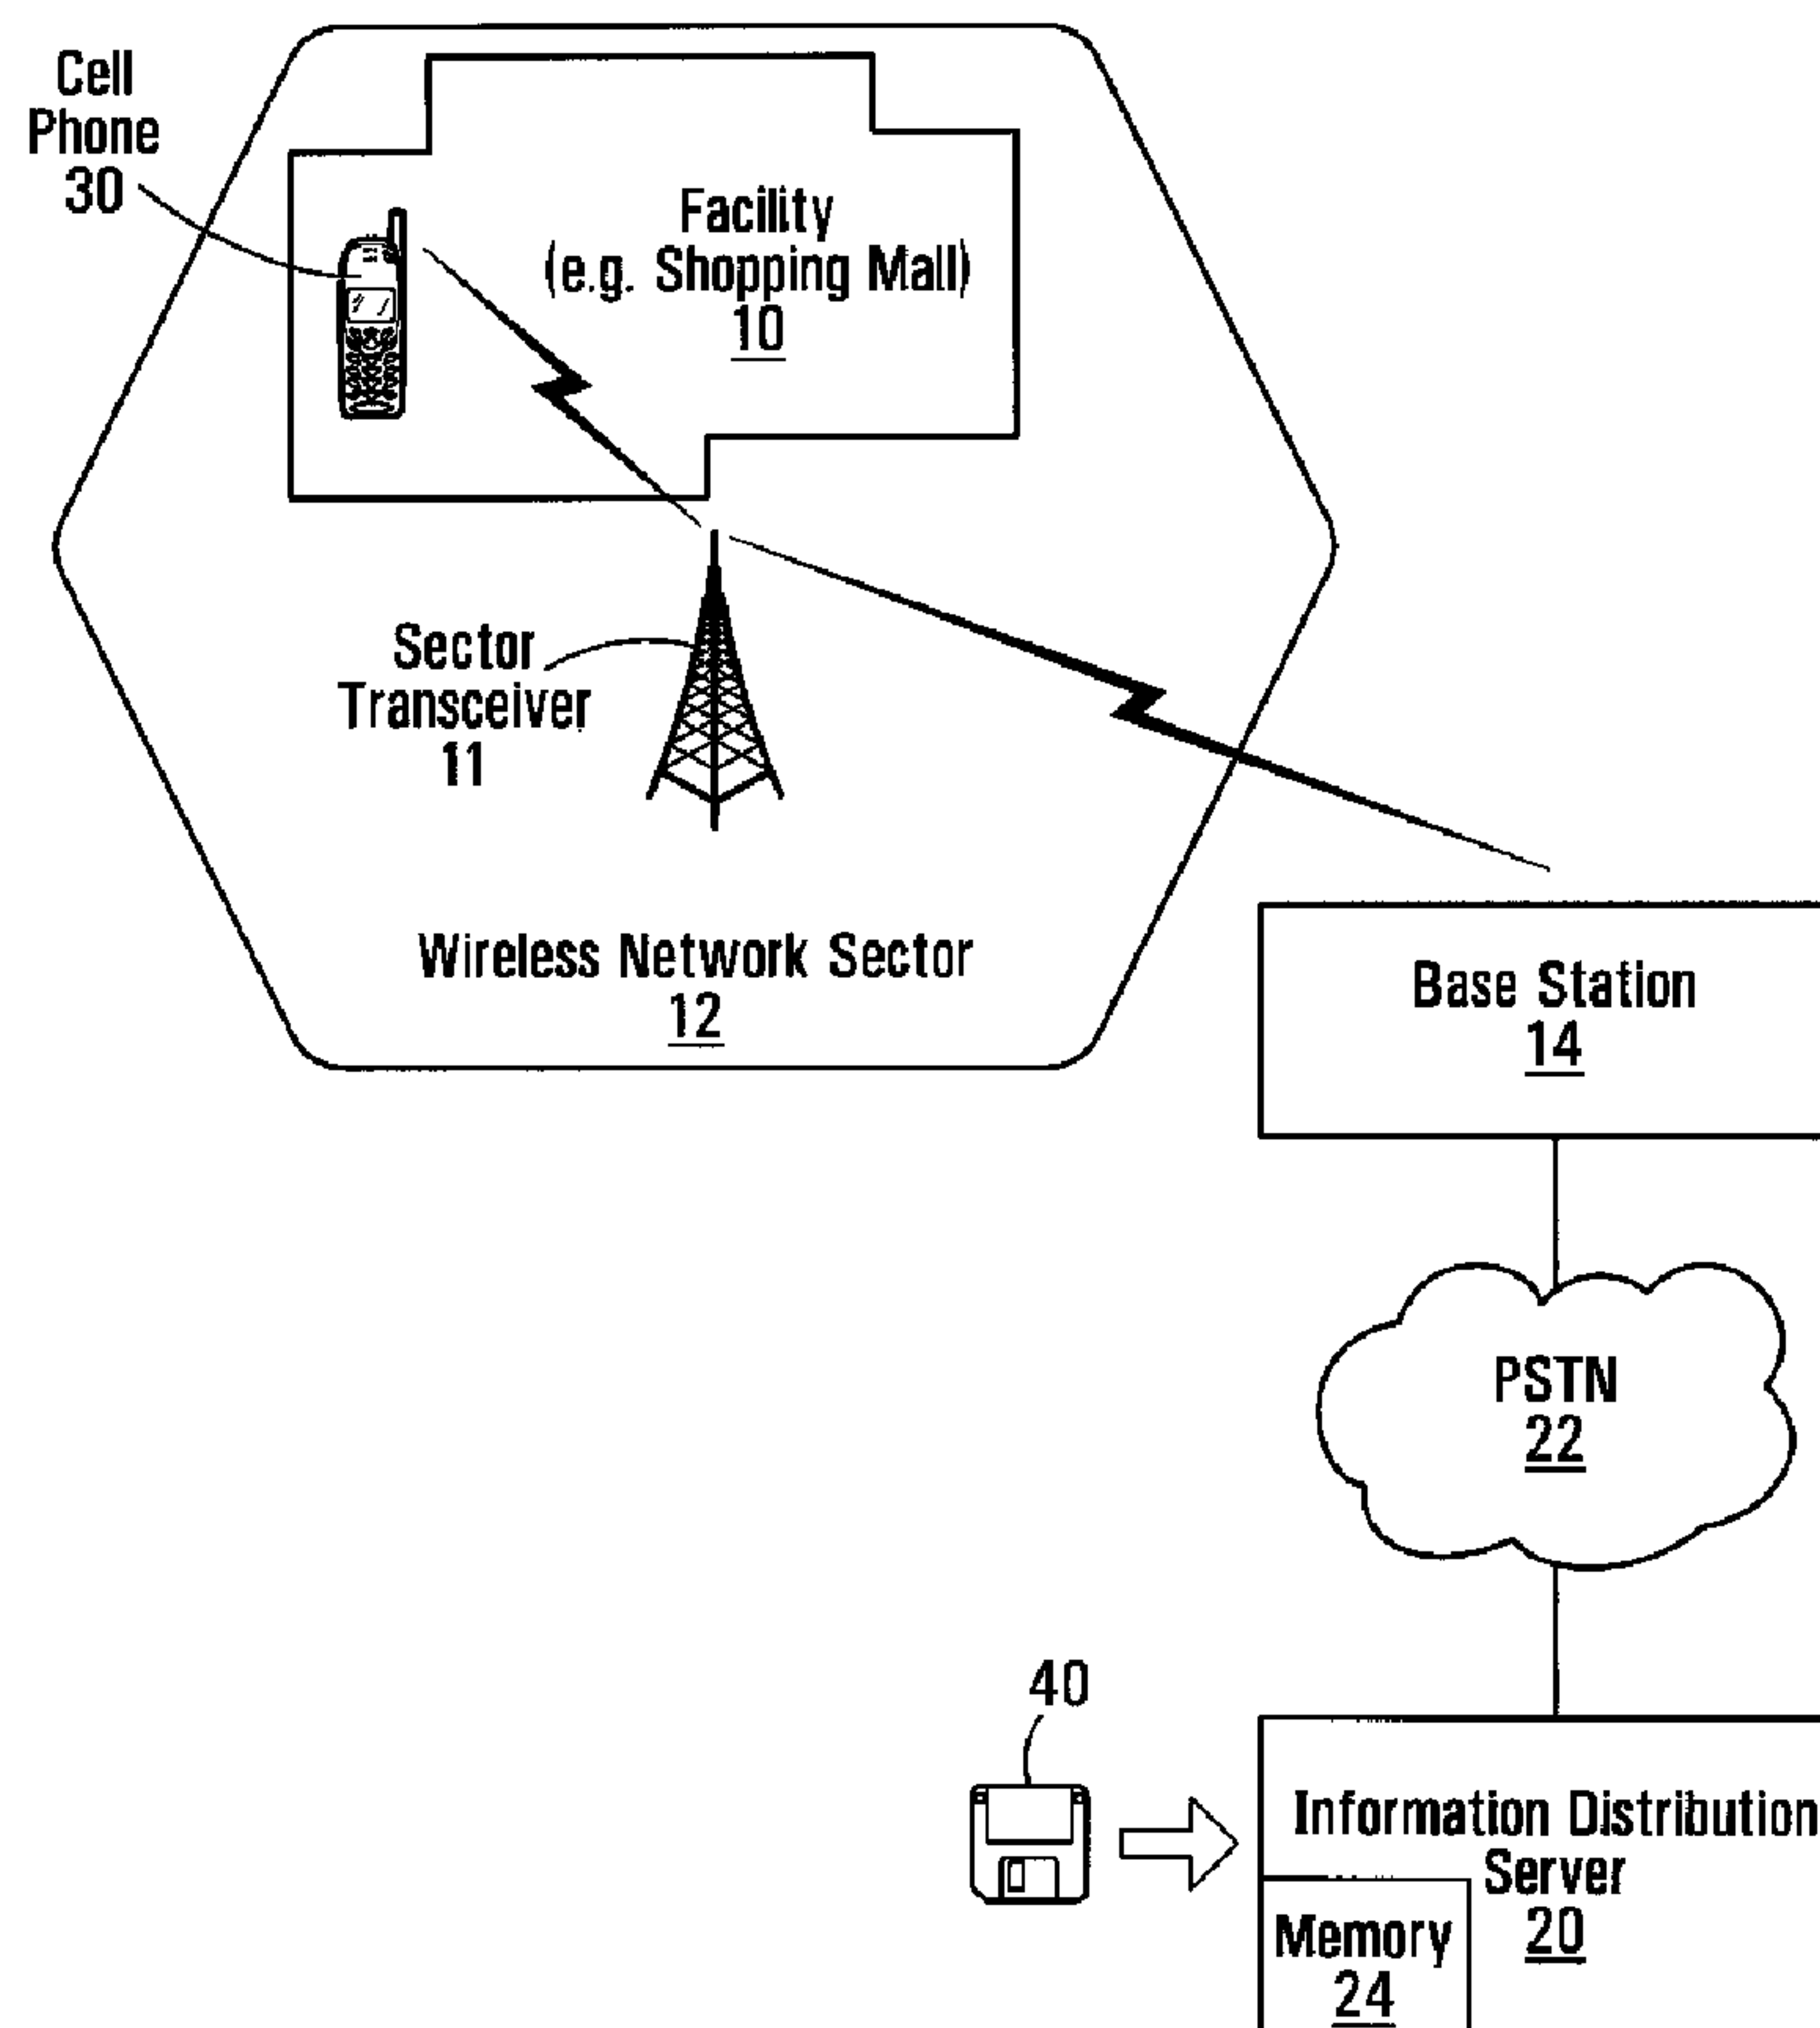 Cell
Phone
30
Facility
(e.g. Shopping Mall)
10
Sector
Transceiver
11
Wireless Network Sector
12
Base Station
14
PSTN
22
40
Information Distribution
Server
20
Memory
24